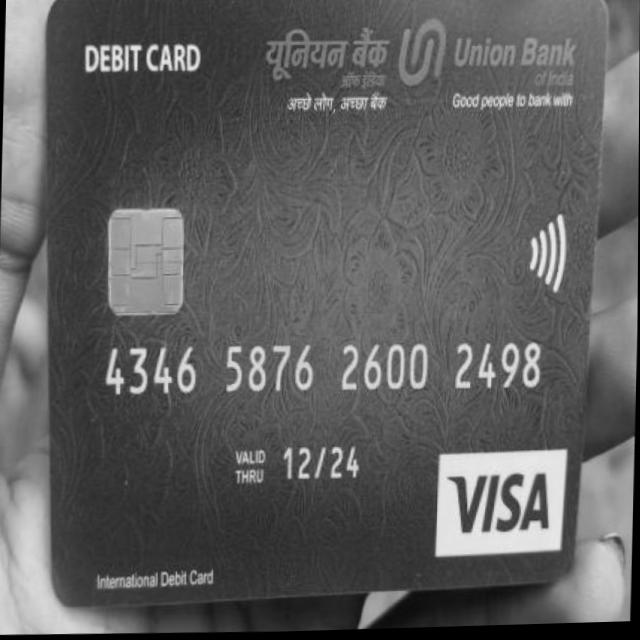 DEBIT CARD
यूनियन बैंक
ऑफ इंडिया
अच्छे लोग, अच्छा बैंक
Union Bank
of India
Good people to bank with
4346 5876 2600 2498
VALID
THRU
12/24
VISA
International Debit Card